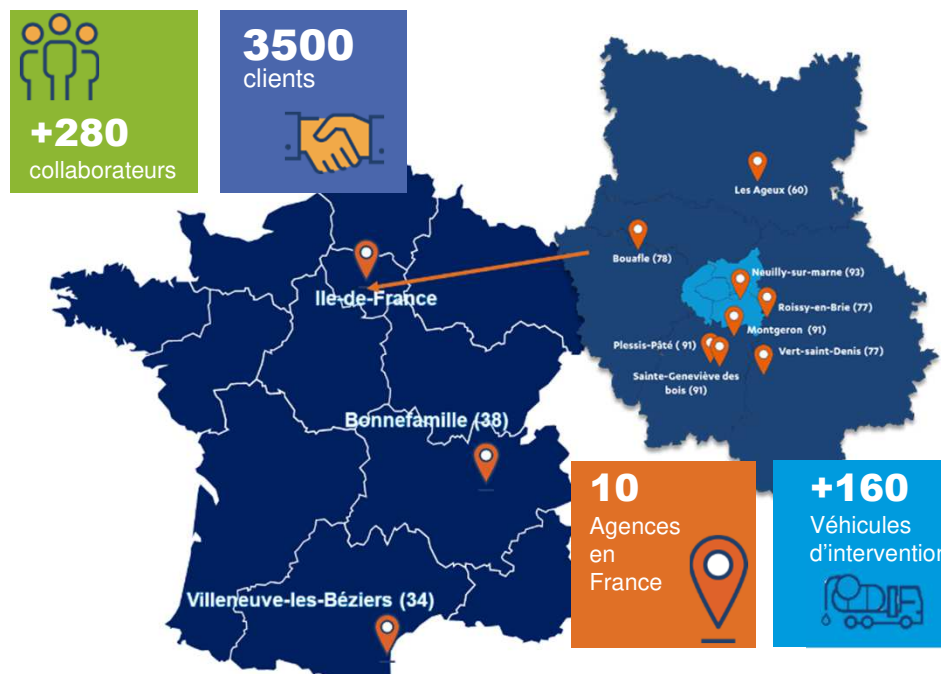 +280
collaborateurs
3500
clients
Les Ageux (60)
Bouafle (78)
Neuilly-sur-marne (93)
Roissy-en-Brie (77)
Montgeron (91)
Plessis-Pâté ( 91)
Vert-saint-Denis (77)
Sainte-Geneviève des
bois (91)
Ile-de-France
Bonnefamille (38)
Villeneuve-les-Béziers (34)
10
Agences
en
France
+160
Véhicules
d'intervention